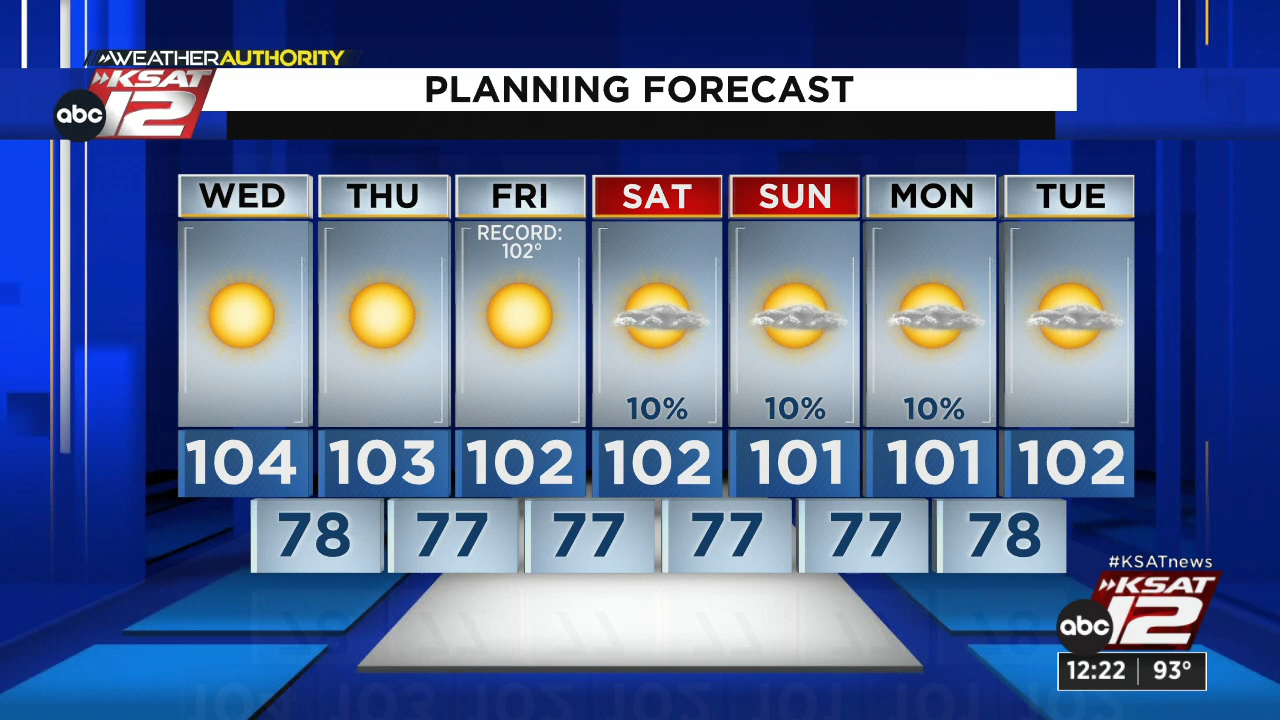 WEATHERAUTHORITY
KSAT
abc 12
PLANNING FORECAST
WED THU FRI SAT SUN MON TUE
RECORD:
102°
10% 10% 10%
104 103 102 102 101 101 102
78 77 77 77 77 78
#KSATnews
KSAT
abc 12
12:22 93°